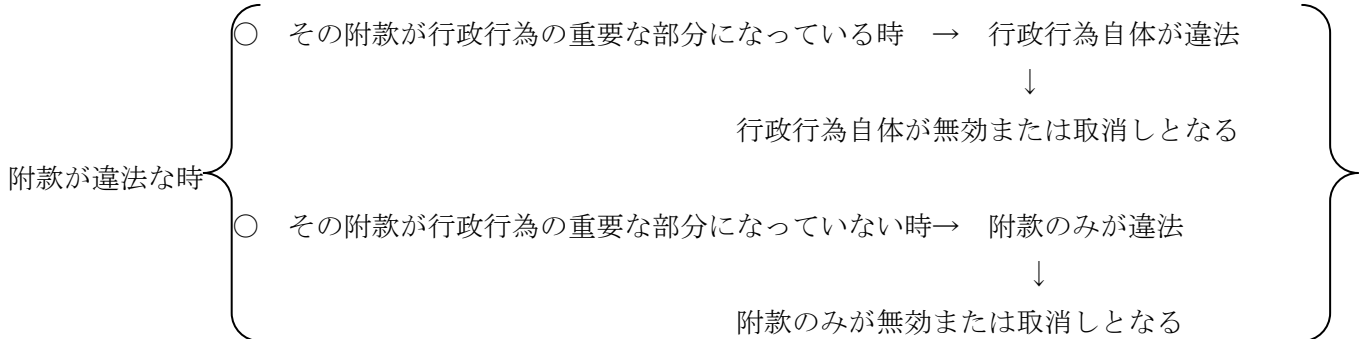 ○　その附款が行政行為の重要な部分になっている時　→　行政行為自体が違法
↓
行政行為自体が無効または取消しとなる
附款が違法な時
○　その附款が行政行為の重要な部分になっていない時→　附款のみが違法
↓
附款のみが無効または取消しとなる